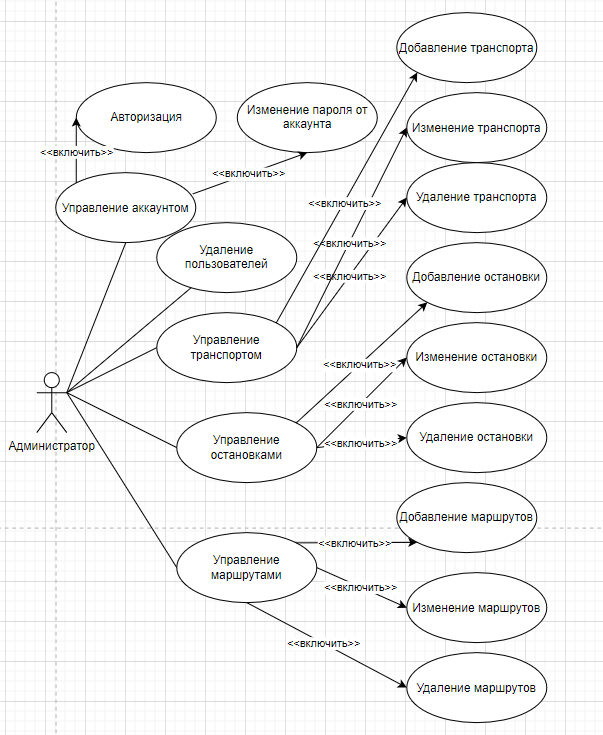 Добавление транспорта
Авторизация
Изменение пароля от
аккаунта
Изменение транспорта
<<включить>>
<<включить>>
Управление аккаунтом
Удаление транспорта
<<включить>>
Удаление
пользователей
<<включить>>
<<включить>>
Добавление остановки
Управление
транспортом
Изменение остановки
<<включить>>
<<включить>>
Администратор
Управление
остановками
<<включить>>
Удаление остановки
Добавление маршрутов
<<включить>>
Управление
маршрутами
<<включить>>
Изменение маршрутов
<<включить>>
Удаление маршрутов